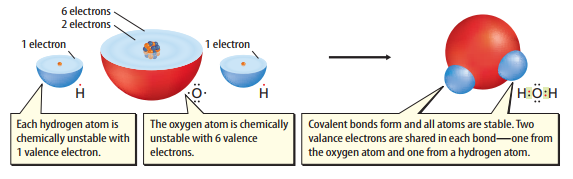 6 electrons
2 electrons
1 electron
1 electron
H
O
H
H:O:H
Each hydrogen atom is
chemically unstable with
1 valence electron.
The oxygen atom is chemically
unstable with 6 valence
electrons.
Covalent bonds form and all atoms are stable. Two
valance electrons are shared in each bond—one from
the oxygen atom and one from a hydrogen atom.